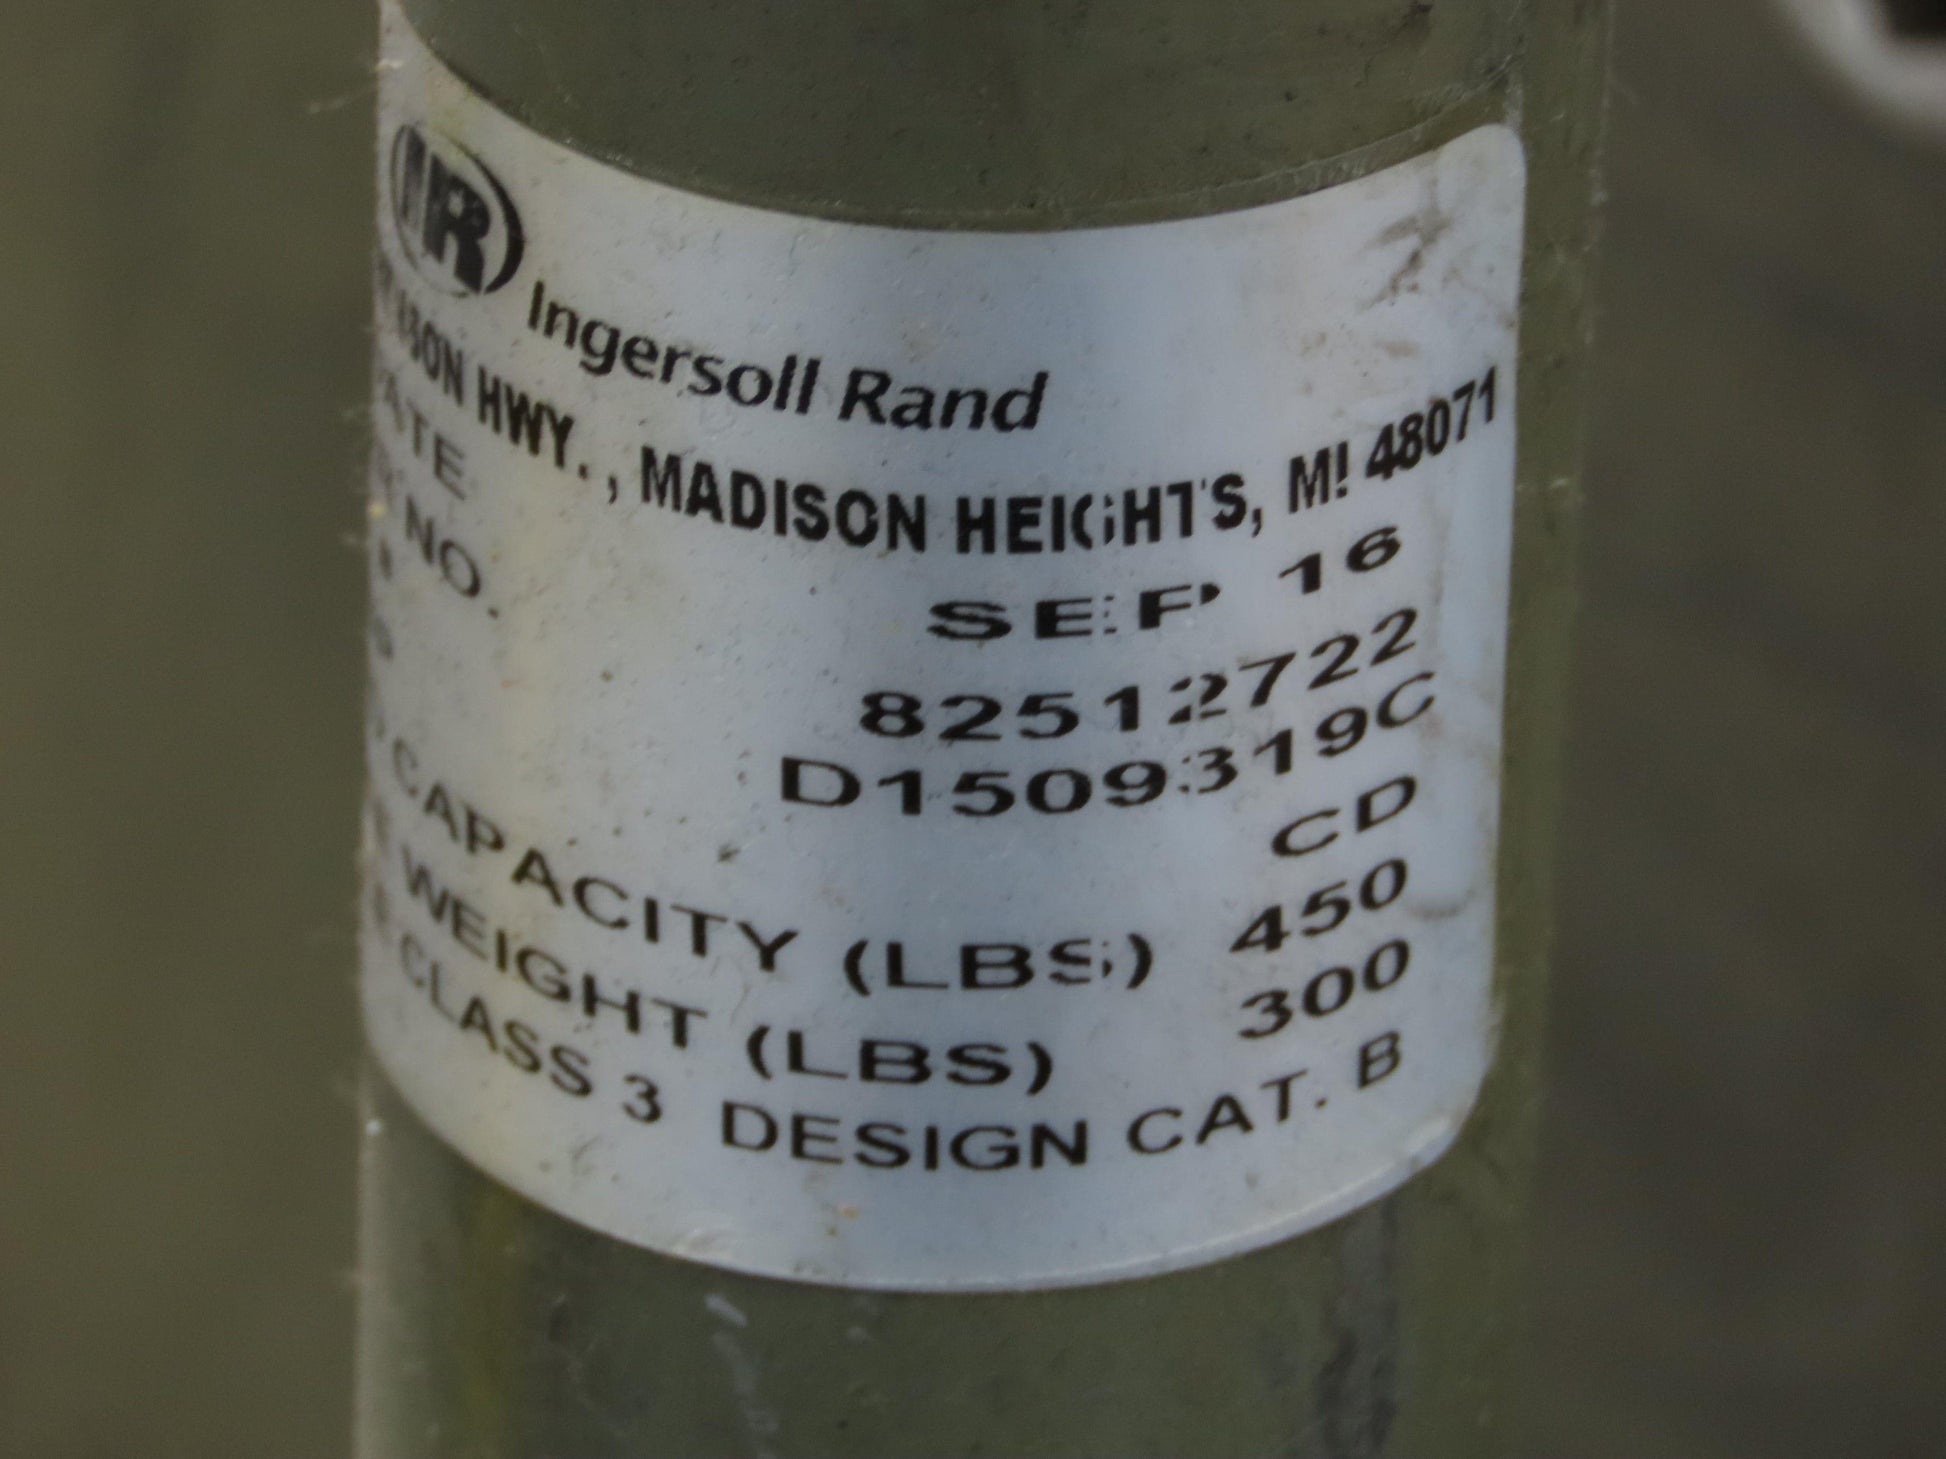 IR Ingersoll Rand
HWY., MADISON HEIGHTS, MI 48071
SEP 16
NO. 82512722
D1509319C
CD
CAPACITY (LBS) 450
WEIGHT (LBS) 300
CLASS 3 DESIGN CAT. B